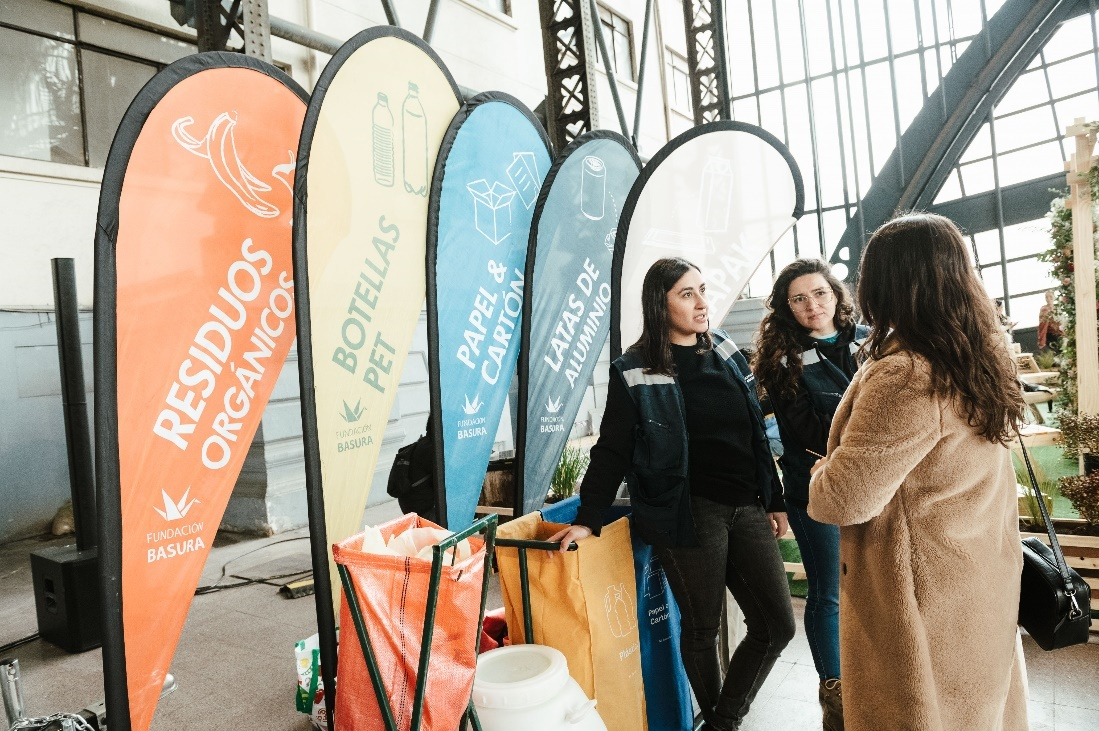 RESIDUOS
ORGÁNICOS
FUNDACIÓN
BASURA
BOTELLAS
PET
FUNDACIÓN
BASURA
PAPEL &
CARTÓN
FUNDACIÓN
BASURA
LATAS DE
ALUMINIO
FUNDACIÓN
BASURA